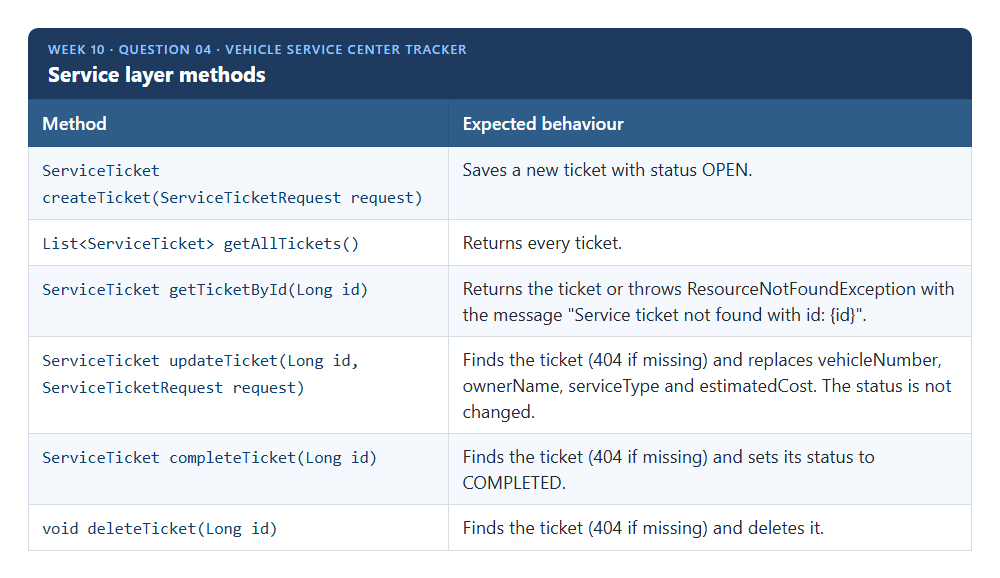 WEEK 10 · QUESTION 04 · VEHICLE SERVICE CENTER TRACKER
Service layer methods
Method
Expected behaviour
ServiceTicket
createTicket(ServiceTicketRequest request)
Saves a new ticket with status OPEN.
List<ServiceTicket> getAllTickets()
Returns every ticket.
ServiceTicket getTicketById(Long id)
Returns the ticket or throws ResourceNotFoundException with
the message "Service ticket not found with id: {id}".
ServiceTicket updateTicket(Long id,
ServiceTicketRequest request)
Finds the ticket (404 if missing) and replaces vehicleNumber,
ownerName, serviceType and estimatedCost. The status is not
changed.
ServiceTicket completeTicket(Long id)
Finds the ticket (404 if missing) and sets its status to
COMPLETED.
void deleteTicket(Long id)
Finds the ticket (404 if missing) and deletes it.